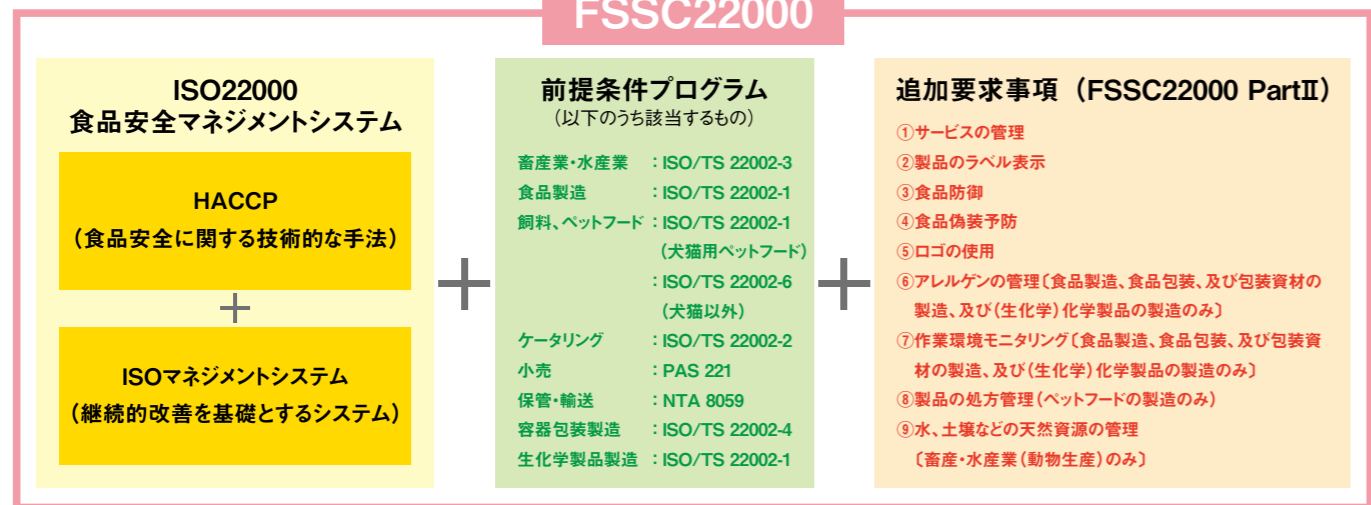 FSSC22000
ISO22000
食品安全マネジメントシステム
HACCP
（食品安全に関する技術的な手法）
＋
ISOマネジメントシステム
（継続的改善を基礎とするシステム）
＋
前提条件プログラム
（以下のうち該当するもの）
畜産業・水産業 ：ISO/TS 22002-3
食品製造 ：ISO/TS 22002-1
飼料、ペットフード：ISO/TS 22002-1
（犬猫用ペットフード）
：ISO/TS 22002-6
（犬猫以外）
ケータリング ：ISO/TS 22002-2
小売 ：PAS 221
保管・輸送 ：NTA 8059
容器包装製造 ：ISO/TS 22002-4
生化学製品製造 ：ISO/TS 22002-1
＋
追加要求事項（FSSC22000 PartⅡ）
①サービスの管理
②製品のラベル表示
③食品防御
④食品偽装予防
⑤ロゴの使用
⑥アレルゲンの管理〔食品製造、食品包装、及び包装資材の
製造、及び（生化学）化学製品の製造のみ〕
⑦作業環境モニタリング〔食品製造、食品包装、及び包装資
材の製造、及び（生化学）化学製品の製造のみ〕
⑧製品の処方管理（ペットフードの製造のみ）
⑨水、土壌などの天然資源の管理
〔畜産・水産業（動物生産）のみ〕